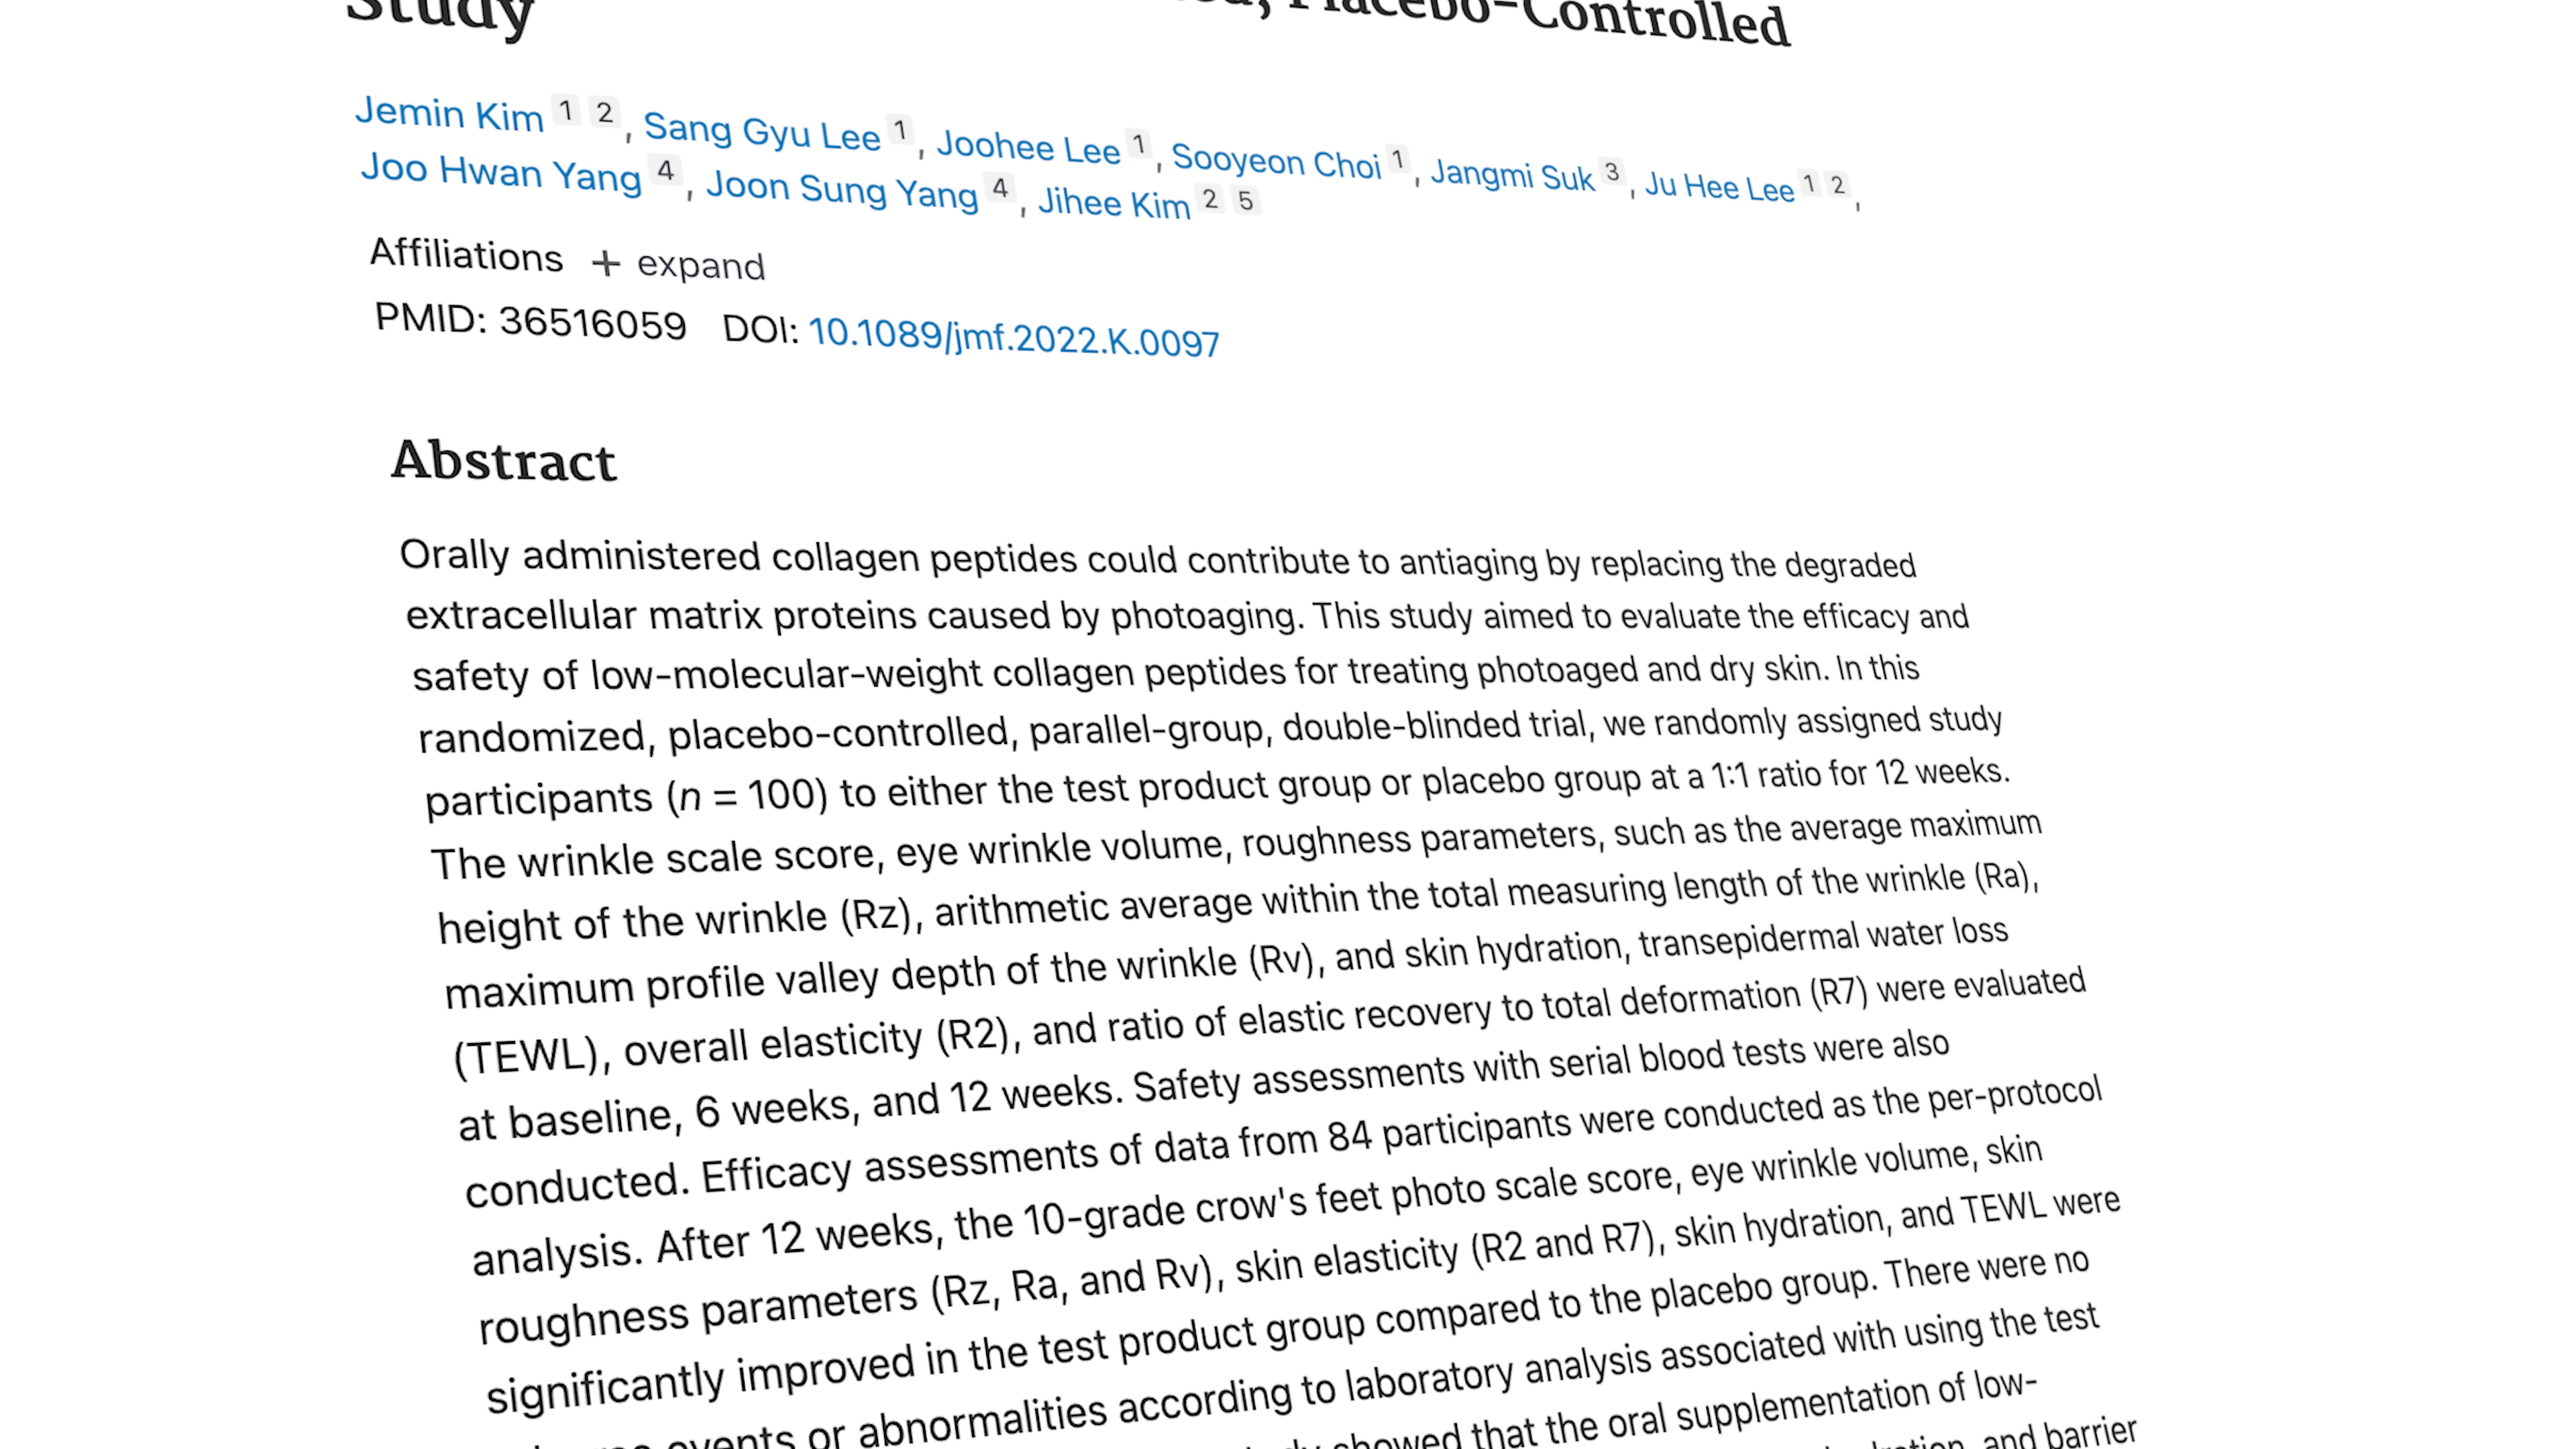 Placebo-Controlled
Study
Jemin Kim 1 2, Sang Gyu Lee 1, Joohee Lee 1, Sooyeon Choi 1, Jangmi Suk 3, Ju Hee Lee 1 2,
Joo Hwan Yang 4, Joon Sung Yang 4, Jihee Kim 2 5
Affiliations + expand
PMID: 36516059 DOI: 10.1089/jmf.2022.K.0097
Abstract
Orally administered collagen peptides could contribute to antiaging by replacing the degraded
extracellular matrix proteins caused by photoaging. This study aimed to evaluate the efficacy and
safety of low-molecular-weight collagen peptides for treating photoaged and dry skin. In this
randomized, placebo-controlled, parallel-group, double-blinded trial, we randomly assigned study
participants (n = 100) to either the test product group or placebo group at a 1:1 ratio for 12 weeks.
The wrinkle scale score, eye wrinkle volume, roughness parameters, such as the average maximum
height of the wrinkle (Rz), arithmetic average within the total measuring length of the wrinkle (Ra),
maximum profile valley depth of the wrinkle (Rv), and skin hydration, transepidermal water loss
(TEWL), overall elasticity (R2), and ratio of elastic recovery to total deformation (R7) were evaluated
at baseline, 6 weeks, and 12 weeks. Safety assessments with serial blood tests were also
conducted. Efficacy assessments of data from 84 participants were conducted as the per-protocol
analysis. After 12 weeks, the 10-grade crow's feet photo scale score, eye wrinkle volume, skin
roughness parameters (Rz, Ra, and Rv), skin elasticity (R2 and R7), skin hydration, and TEWL were
significantly improved in the test product group compared to the placebo group. There were no
events or abnormalities according to laboratory analysis associated with using the test
showed that the oral supplementation of low-
and barrier